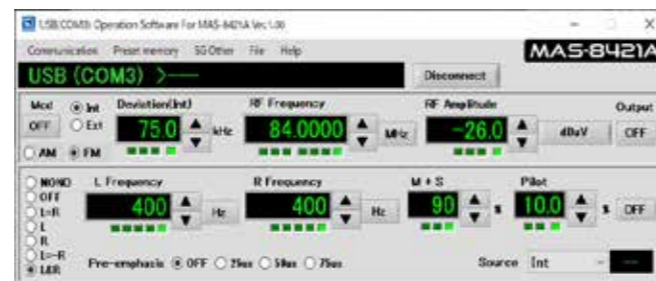 USB(COM3) Operation Software For MAS-8421A Ver.1.00
Communication Preset memory SG Other File Help
MAS-8421A
USB (COM3) >----
Disconnect
Mod Int Deviation(Int) RF Frequency RF Amplitude Output
OFF Ext 75.0 kHz 84.0000 MHz -26.0 dBuV OFF
AM FM
MONO L Frequency R Frequency M + S Pilot
OFF
L=R 400 Hz 400 Hz 90 % 10.0 % OFF
L
R
L=-R
L&R Pre-emphasis OFF 25us 50us 75us Source Int